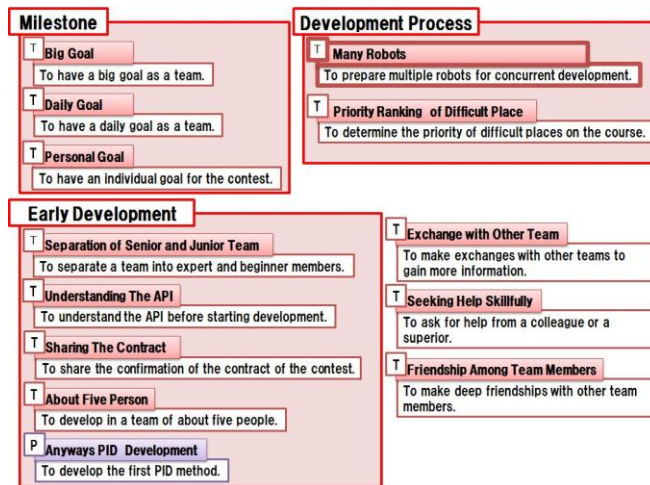 Milestone
T
Big Goal
To have a big goal as a team.
T
Daily Goal
To have a daily goal as a team.
T
Personal Goal
To have an individual goal for the contest.
Development Process
T
Many Robots
To prepare multiple robots for concurrent development.
T
Priority Ranking of Difficult Place
To determine the priority of difficult places on the course.
Early Development
T
Separation of Senior and Junior Team
To separate a team into expert and beginner members.
T
Understanding The API
To understand the API before starting development.
T
Sharing The Contract
To share the confirmation of the contract of the contest.
T
About Five Person
To develop in a team of about five people.
P
Anyways PID Development
To develop the first PID method.
T
Exchange with Other Team
To make exchanges with other teams to
gain more information.
T
Seeking Help Skillfully
To ask for help from a colleague or a
superior.
T
Friendship Among Team Members
To make deep friendships with other team
members.